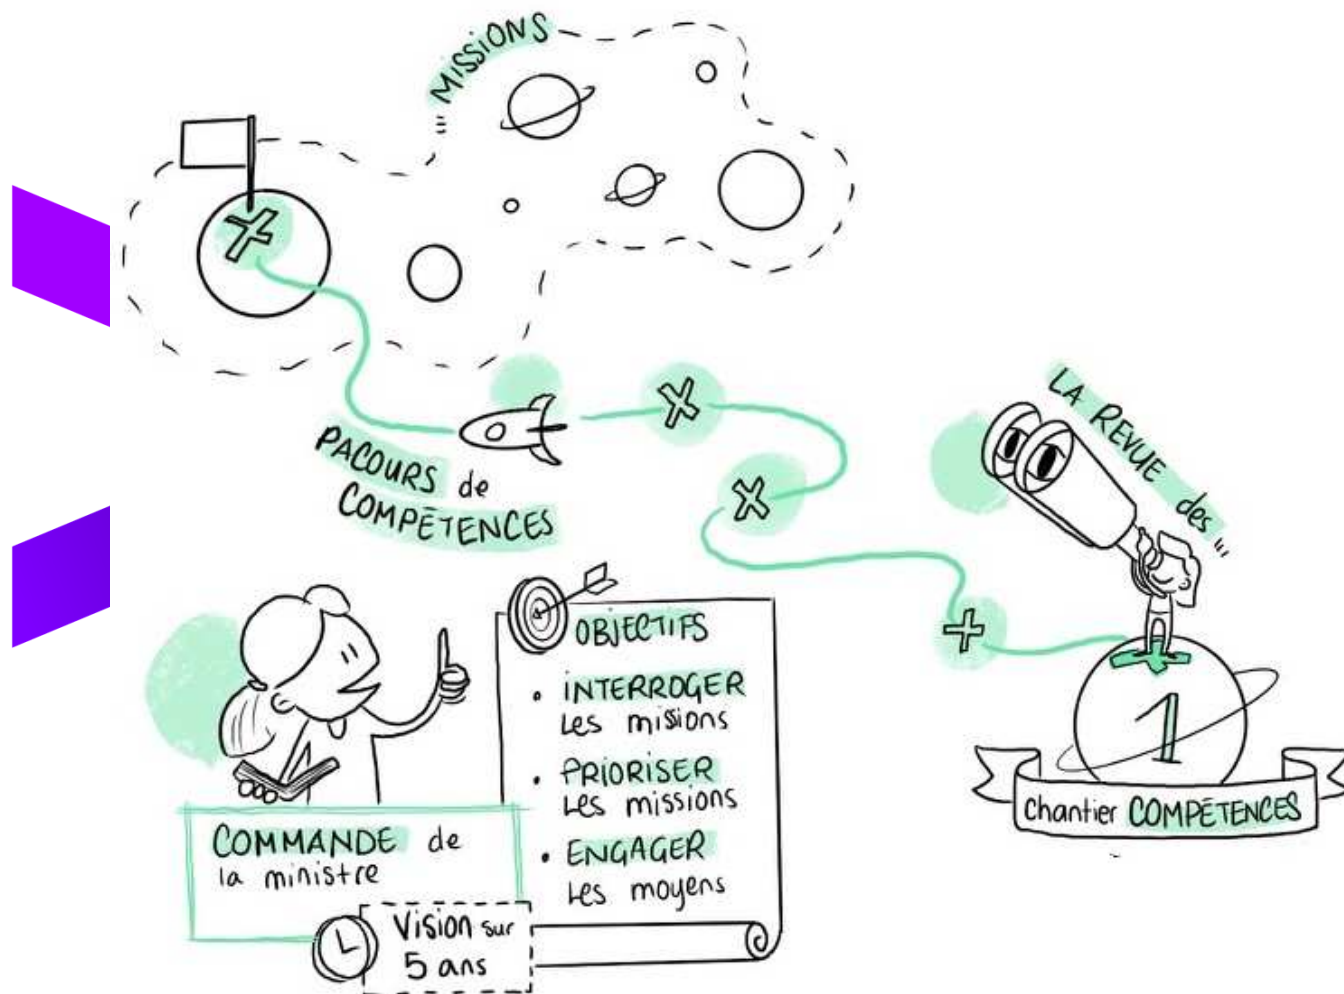 MISSIONS
PACOURS de
COMPÉTENCES
LA REVUE des
1
Chantier COMPÉTENCES
OBJECTIFS
• INTERROGER
Les missions
• PRIORISER
Les missions
• ENGAGER
Les moyens
COMMANDE de
la ministre
Vision sur
5 ans